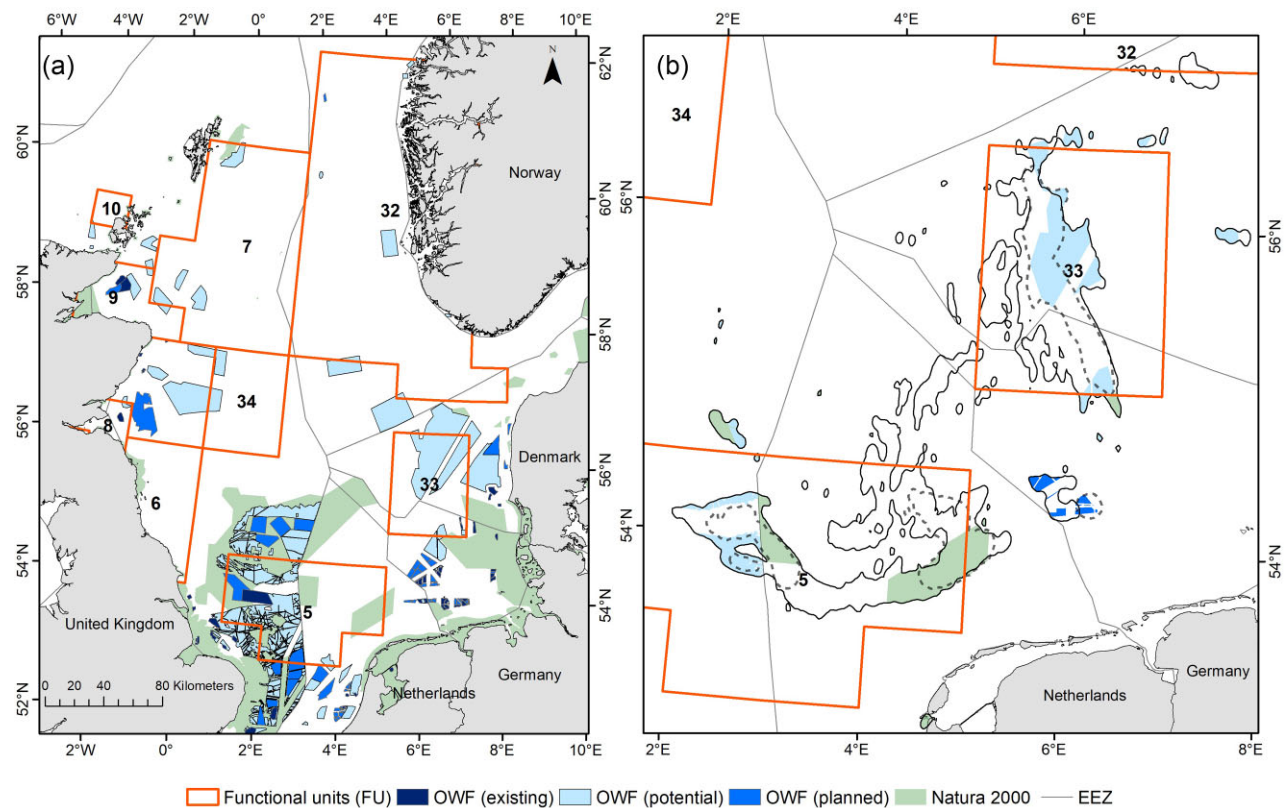 6°W 4°W 2°W 0° 2°E 4°E 6°E 8°E 10°E
2°E 4°E 6°E
(a)
N
62°N
(b)
32
34
60°N
Norway
10
32
60°N
7
56°N
56°N
33
58°N
9
58°N
34
56°N
8
Denmark
56°N
33
6
54°N
54°N
54°N
5
5
United Kingdom
54°N
Germany
Germany
0 20 40 80 Kilometers
Netherlands
Netherlands
52°N
2°W 0° 2°E 4°E 6°E 8°E 10°E
2°E 4°E 6°E 8°E
Functional units (FU) OWF (existing) OWF (potential) OWF (planned) Natura 2000 EEZ